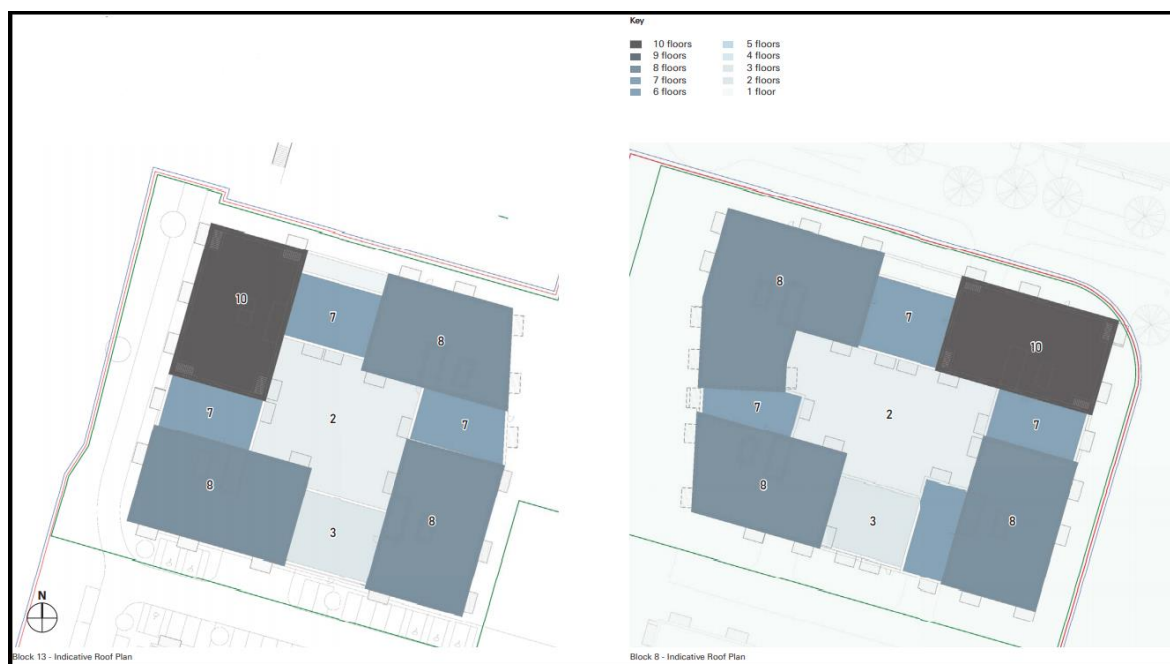 Key
10 floors
9 floors
8 floors
7 floors
6 floors
5 floors
4 floors
3 floors
2 floors
1 floor
10
7
8
7
2
7
8
8
3
N
Block 13 - Indicative Roof Plan
8
7
10
7
2
7
8
3
8
Block 8 - Indicative Roof Plan